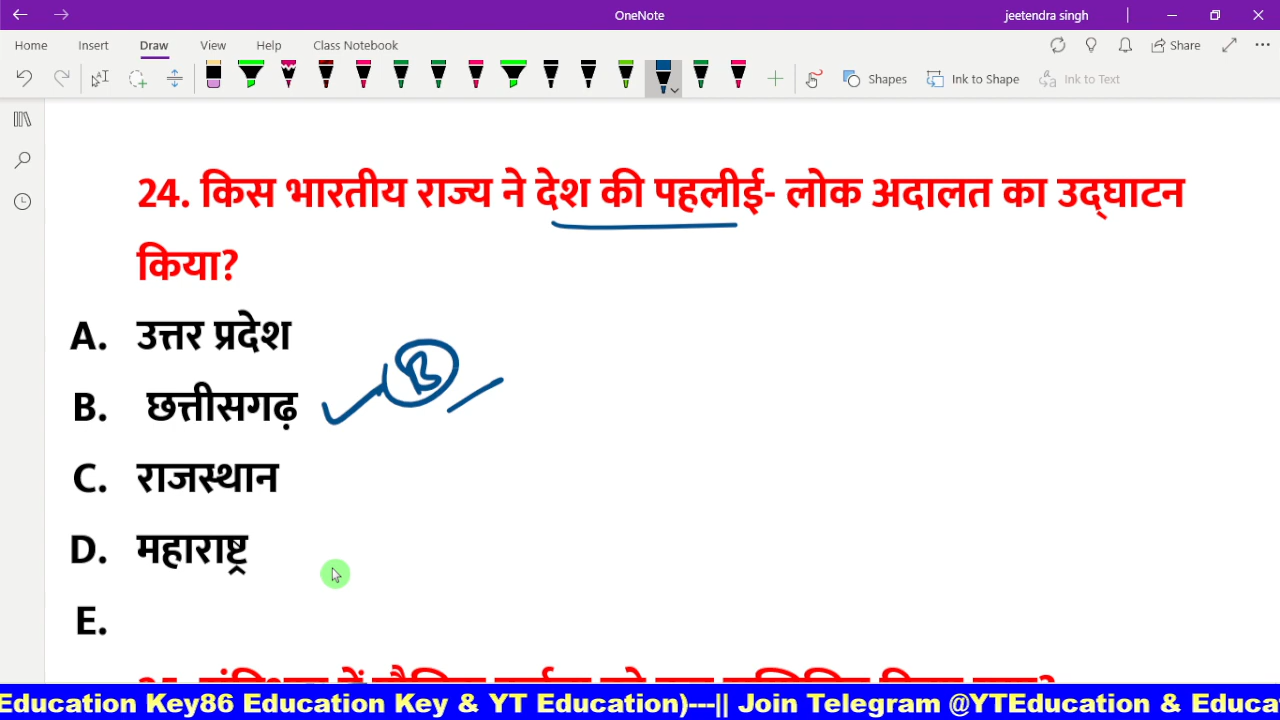 OneNote
jeetendra singh
Home Insert Draw View Help Class Notebook
Share
Shapes Ink to Shape Ink to Text
24. किस भारतीय राज्य ने देश की पहलीई- लोक अदालत का उद्घाटन
किया?
A. उत्तर प्रदेश
B. छत्तीसगढ़
B
C. राजस्थान
D. महाराष्ट्र
E.
Education Key86 Education Key & YT Education)---|| Join Telegram @YTEducation & Educa